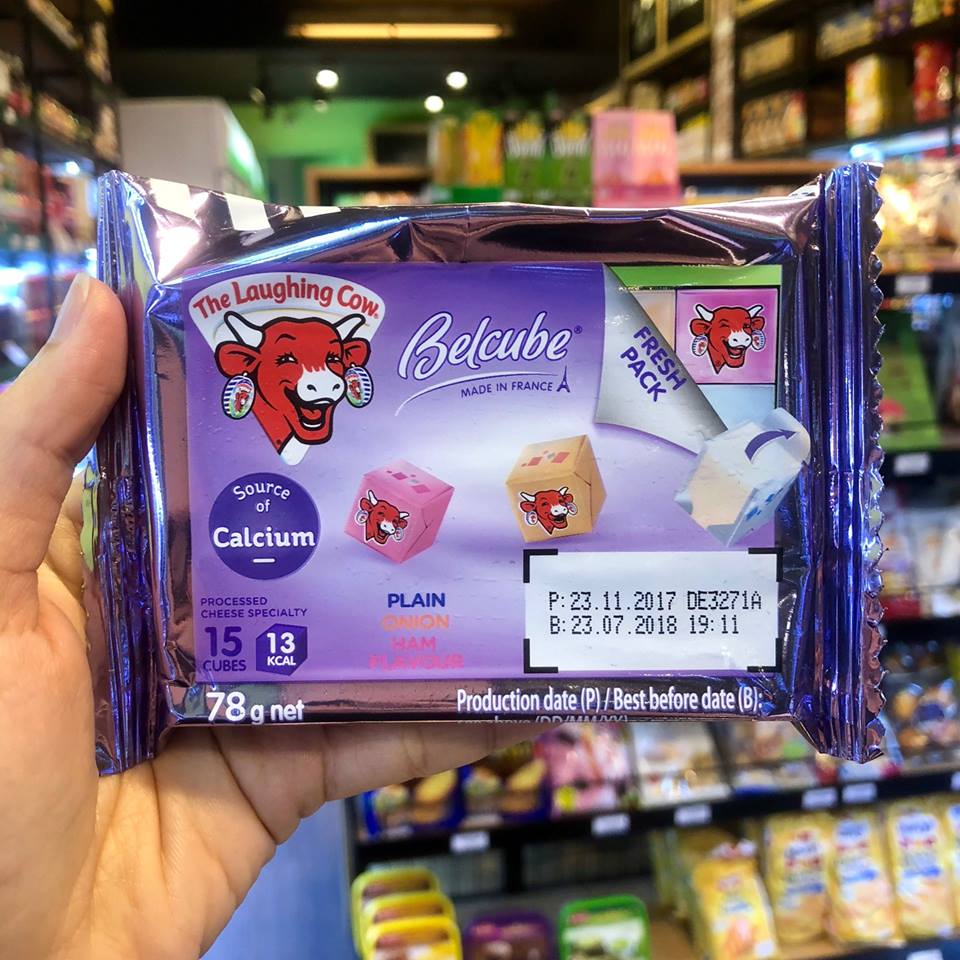 The Laughing Cow®
Belcube®
MADE IN FRANCE
FRESH
PACK
Source
of
Calcium
PROCESSED
CHEESE SPECIALTY
15
CUBES
13
KCAL
PLAIN
ONION
HAM
FLAVOUR
P:23.11.2017 DE3271A
B:23.07.2018 19:11
78 g net
Production date (P) / Best before date (B):